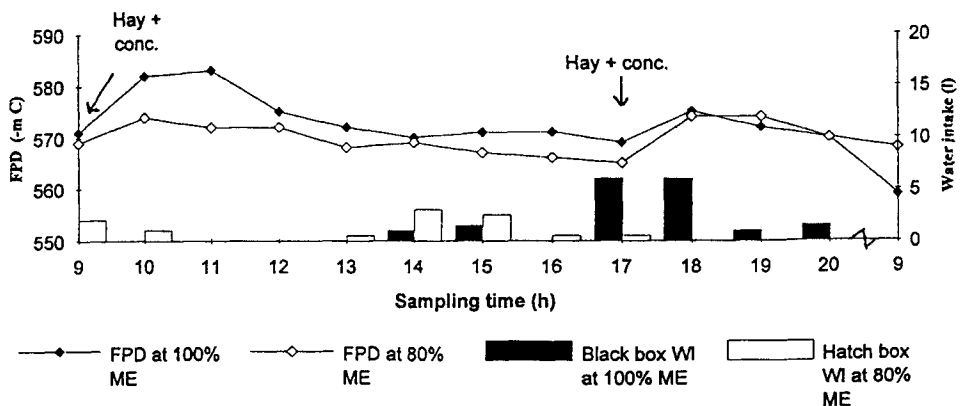 Hay +
conc.
Hay + conc.
FPD (-m C)
590
580
570
560
550
20
15
10
5
0
Water intake (l)
9 10 11 12 13 14 15 16 17 18 19 20 9
Sampling time (h)
FPD at 100%
ME
FPD at 80%
ME
Black box WI
at 100% ME
Hatch box
WI at 80%
ME